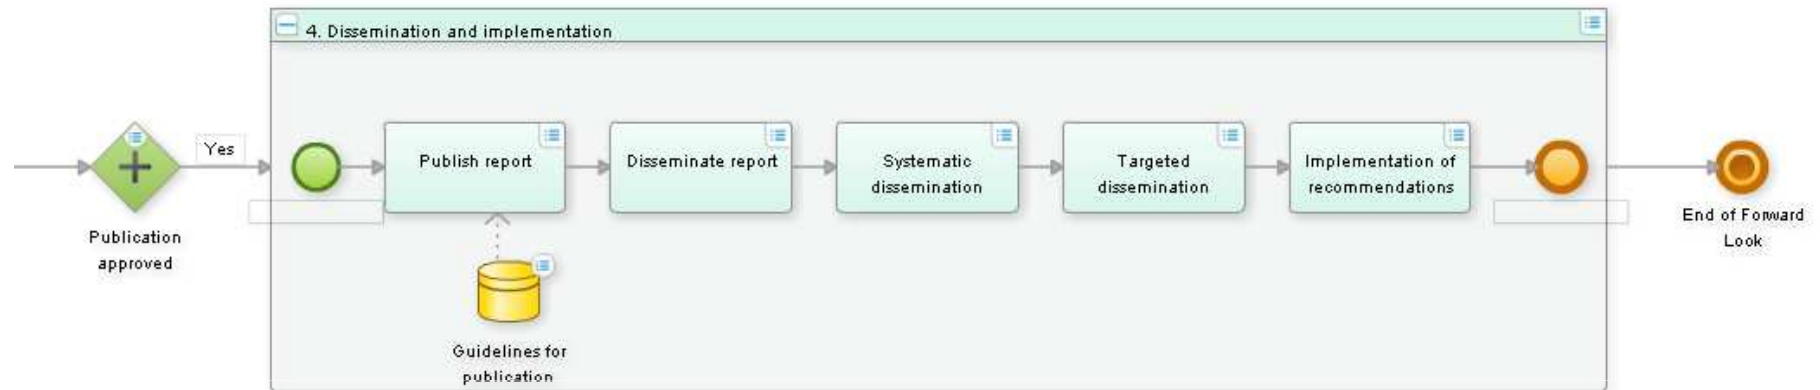 4. Dissemination and implementation
Yes
Publication
approved
Publish report
Disseminate report
Systematic
dissemination
Targeted
dissemination
Implementation of
recommendations
Guidelines for
publication
End of Forward
Look